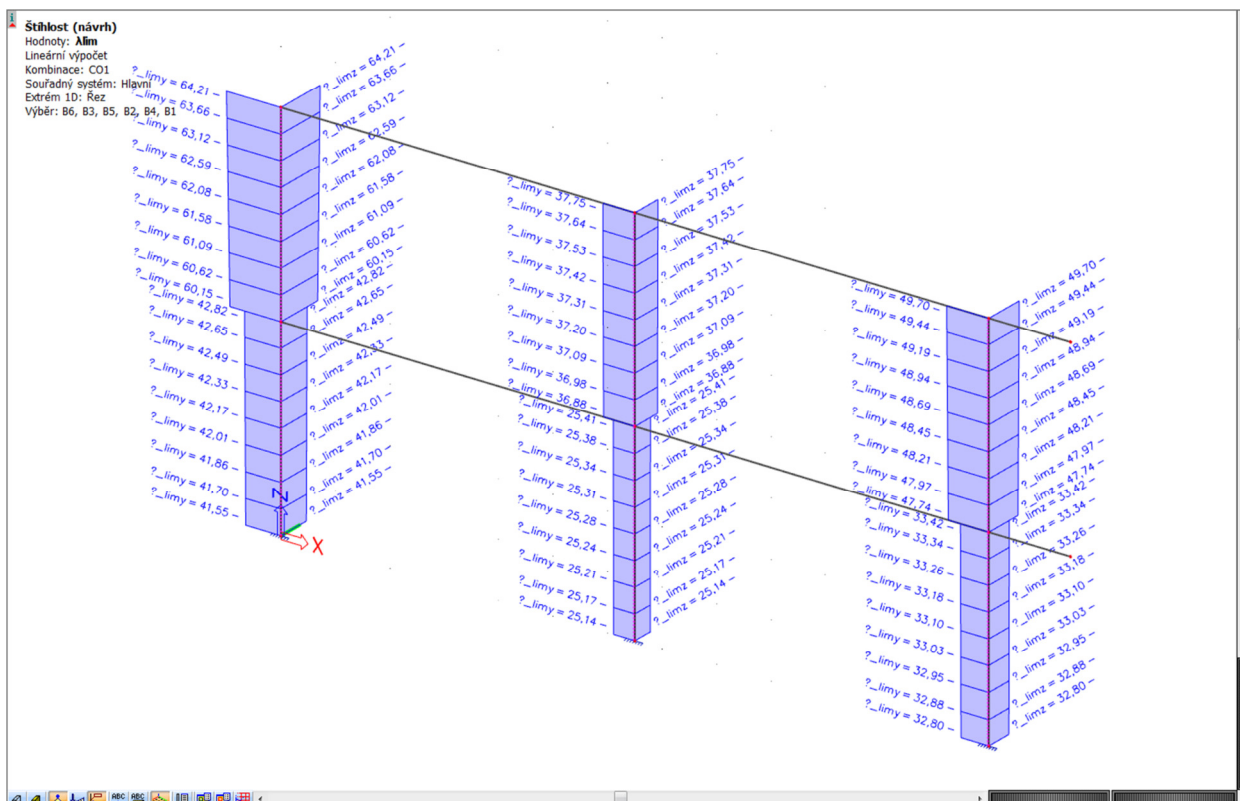 Štíhlost (návrh)
Hodnoty: λlim
Lineární výpočet
Kombinace: CO1
Souřadný systém: Hlavní
Extrém 1D: Řez
Výběr: B6, B3, B5, B2, B4, B1
?_limy = 64,21
?_limy = 63,66
?_limy = 63,12
?_limy = 62,59
?_limy = 62,08
?_limy = 61,58
?_limy = 61,09
?_limy = 60,62
?_limy = 60,15
?_limy = 42,82
?_limy = 42,65
?_limy = 42,49
?_limy = 42,33
?_limy = 42,17
?_limy = 42,01
?_limy = 41,86
?_limy = 41,70
?_limy = 41,55
?_limz = 64,21
?_limz = 63,66
?_limz = 63,12
?_limz = 62,59
?_limz = 62,08
?_limz = 61,58
?_limz = 61,09
?_limz = 60,62
?_limz = 60,15
?_limz = 42,82
?_limz = 42,65
?_limz = 42,49
?_limz = 42,33
?_limz = 42,17
?_limz = 42,01
?_limz = 41,86
?_limz = 41,70
?_limz = 41,55
Z
X
?_limy = 37,75
?_limy = 37,64
?_limy = 37,53
?_limy = 37,42
?_limy = 37,31
?_limy = 37,20
?_limy = 37,09
?_limy = 36,98
?_limy = 36,88
?_limy = 25,41
?_limy = 25,38
?_limy = 25,34
?_limy = 25,31
?_limy = 25,28
?_limy = 25,24
?_limy = 25,21
?_limy = 25,17
?_limy = 25,14
?_limz = 37,75
?_limz = 37,64
?_limz = 37,53
?_limz = 37,42
?_limz = 37,31
?_limz = 37,20
?_limz = 37,09
?_limz = 36,98
?_limz = 36,88
?_limz = 25,41
?_limz = 25,38
?_limz = 25,34
?_limz = 25,31
?_limz = 25,28
?_limz = 25,24
?_limz = 25,21
?_limz = 25,17
?_limz = 25,14
?_limy = 49,70
?_limy = 49,44
?_limy = 49,19
?_limy = 48,94
?_limy = 48,69
?_limy = 48,45
?_limy = 48,21
?_limy = 47,97
?_limy = 47,74
?_limy = 33,42
?_limy = 33,34
?_limy = 33,26
?_limy = 33,18
?_limy = 33,10
?_limy = 33,03
?_limy = 32,95
?_limy = 32,88
?_limy = 32,80
?_limz = 49,70
?_limz = 49,44
?_limz = 49,19
?_limz = 48,94
?_limz = 48,69
?_limz = 48,45
?_limz = 48,21
?_limz = 47,97
?_limz = 47,74
?_limz = 33,42
?_limz = 33,34
?_limz = 33,26
?_limz = 33,18
?_limz = 33,10
?_limz = 33,03
?_limz = 32,95
?_limz = 32,88
?_limz = 32,80
ABC
ABC